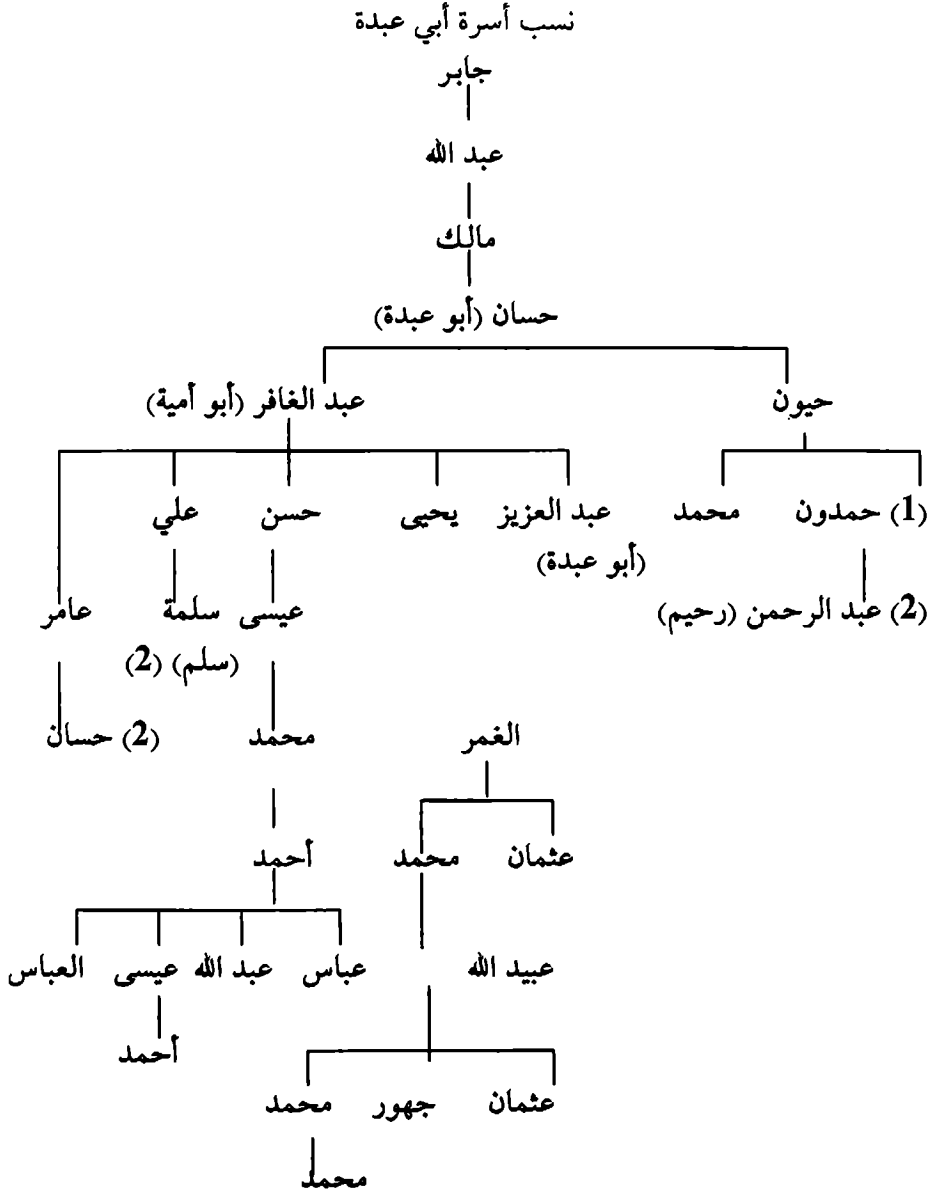 نسب أسرة أبي عبدة
جابر
عبد الله
مالك
حسان (أبو عبدة)
حيون عبد الغافر (أبو أمية)
(1) حمدون محمد عبد العزيز يحيى حسن علي
(أبو عبدة)
(2) عبد الرحمن (رحيم) عيسى سلمة عامر
(سلم) (2)
الغمر محمد (2) حسان
عثمان محمد أحمد
عبيد الله عباس عبد الله عيسى العباس
أحمد
عثمان جهور محمد
محمد